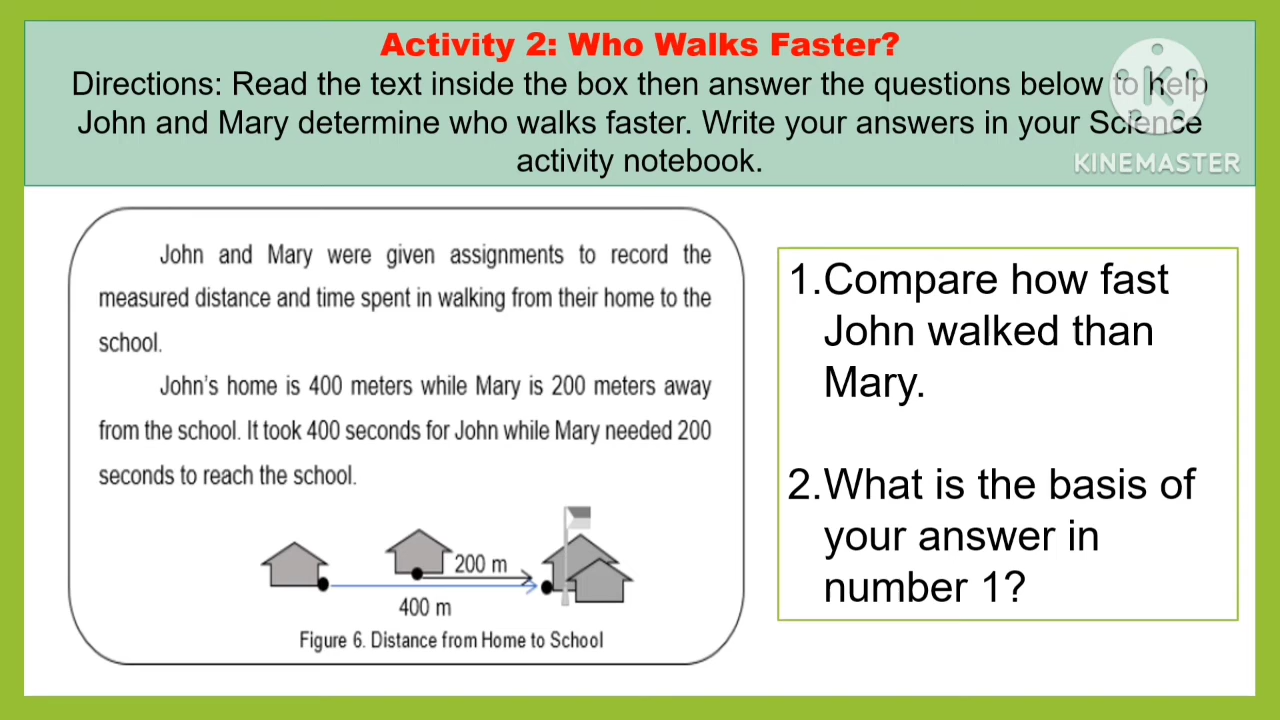 Activity 2: Who Walks Faster?
Directions: Read the text inside the box then answer the questions below to help
John and Mary determine who walks faster. Write your answers in your Science
activity notebook.
KINEMASTER
John and Mary were given assignments to record the
measured distance and time spent in walking from their home to the
school.
John's home is 400 meters while Mary is 200 meters away
from the school. It took 400 seconds for John while Mary needed 200
seconds to reach the school.
200 m
400 m
Figure 6. Distance from Home to School
1.Compare how fast
John walked than
Mary.
2.What is the basis of
your answer in
number 1?